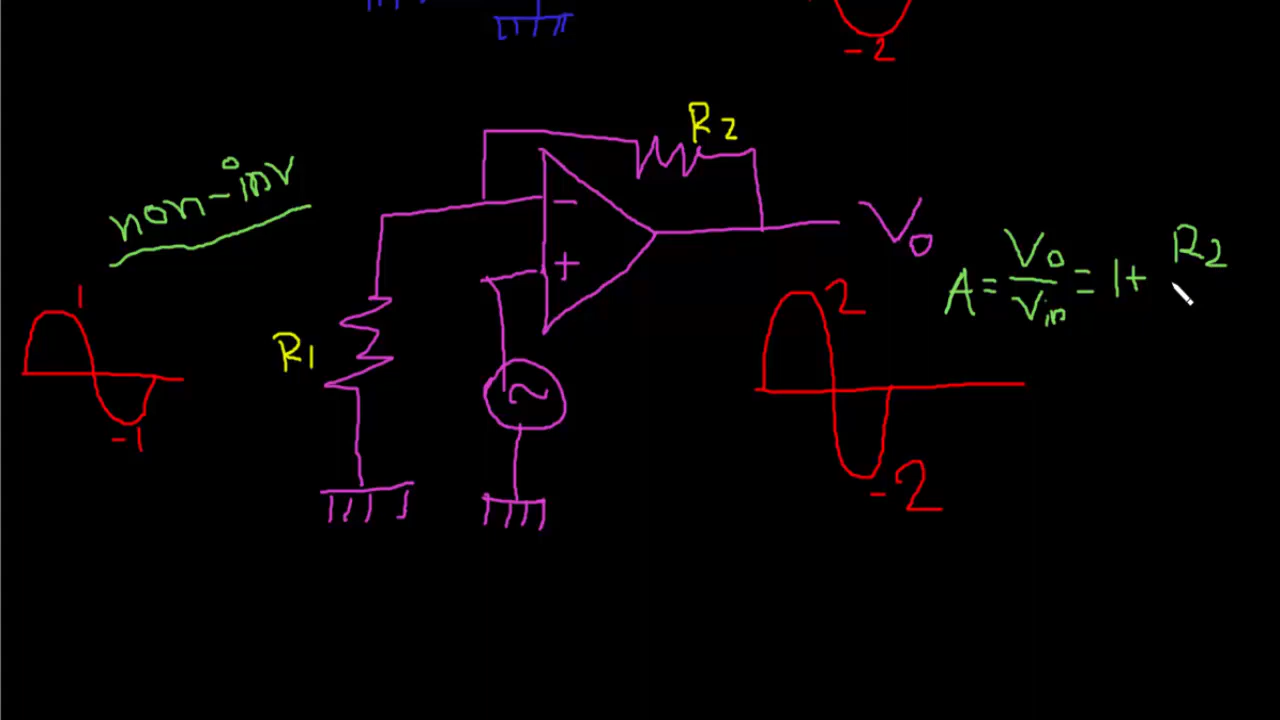 -2
R2
non-inv
1
-
+
Vo
R1
-1
2
-2
A = Vo/Vin = 1+ R2